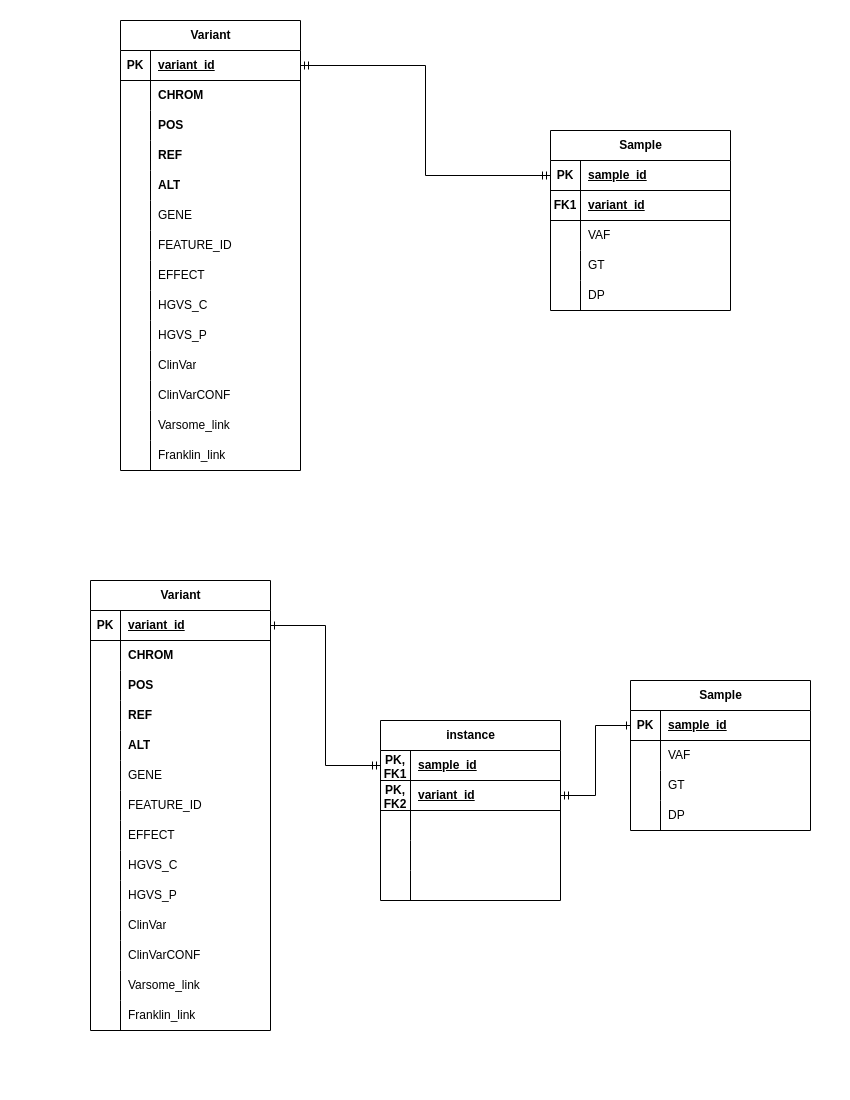 Variant
PK variant_id
CHROM
POS
REF
ALT
GENE
FEATURE_ID
EFFECT
HGVS_C
HGVS_P
ClinVar
ClinVarCONF
Varsome_link
Franklin_link
Sample
PK sample_id
FK1 variant_id
VAF
GT
DP
Variant
PK variant_id
CHROM
POS
REF
ALT
GENE
FEATURE_ID
EFFECT
HGVS_C
HGVS_P
ClinVar
ClinVarCONF
Varsome_link
Franklin_link
instance
PK,
FK1 sample_id
PK,
FK2 variant_id
Sample
PK sample_id
VAF
GT
DP